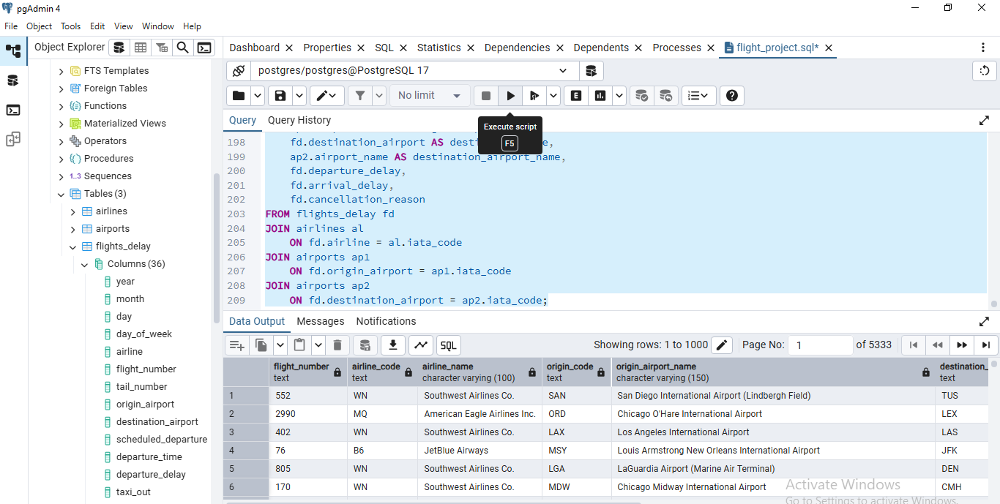 pgAdmin 4
File Object Tools Edit View Window Help
Object Explorer
Dashboard Properties SQL Statistics Dependencies Dependents Processes flight_project.sql*
FTS Templates
Foreign Tables
Functions
Materialized Views
Operators
Procedures
1..3 Sequences
Tables (3)
airlines
airports
flights_delay
Columns (36)
year
month
day
day_of_week
airline
flight_number
tail_number
origin_airport
destination_airport
scheduled_departure
departure_time
departure_delay
taxi_out
postgres/postgres@PostgreSQL 17
No limit
E
Query Query History
Execute script
F5
198 fd.destination_airport AS dest e,
199 ap2.airport_name AS destination_airport_name,
200 fd.departure_delay,
201 fd.arrival_delay,
202 fd.cancellation_reason
203 FROM flights_delay fd
204 JOIN airlines al
205 ON fd.airline = al.iata_code
206 JOIN airports ap1
207 ON fd.origin_airport = ap1.iata_code
208 JOIN airports ap2
209 ON fd.destination_airport = ap2.iata_code;
Data Output Messages Notifications
SQL Showing rows: 1 to 1000 Page No: 1 of 5333
flight_number airline_code airline_name origin_code origin_airport_name destination_
text text character varying (100) text character varying (150) text
1 552 WN Southwest Airlines Co. SAN San Diego International Airport (Lindbergh Field) TUS
2 2990 MQ American Eagle Airlines Inc. ORD Chicago O'Hare International Airport LEX
3 402 WN Southwest Airlines Co. LAX Los Angeles International Airport LAS
4 76 B6 JetBlue Airways MSY Louis Armstrong New Orleans International Airport JFK
5 805 WN Southwest Airlines Co. LGA LaGuardia Airport (Marine Air Terminal) DEN
6 170 WN Southwest Airlines Co. MDW Chicago Midway International Airport CMH
Activate Windows
Go to Settings to activate Windows.